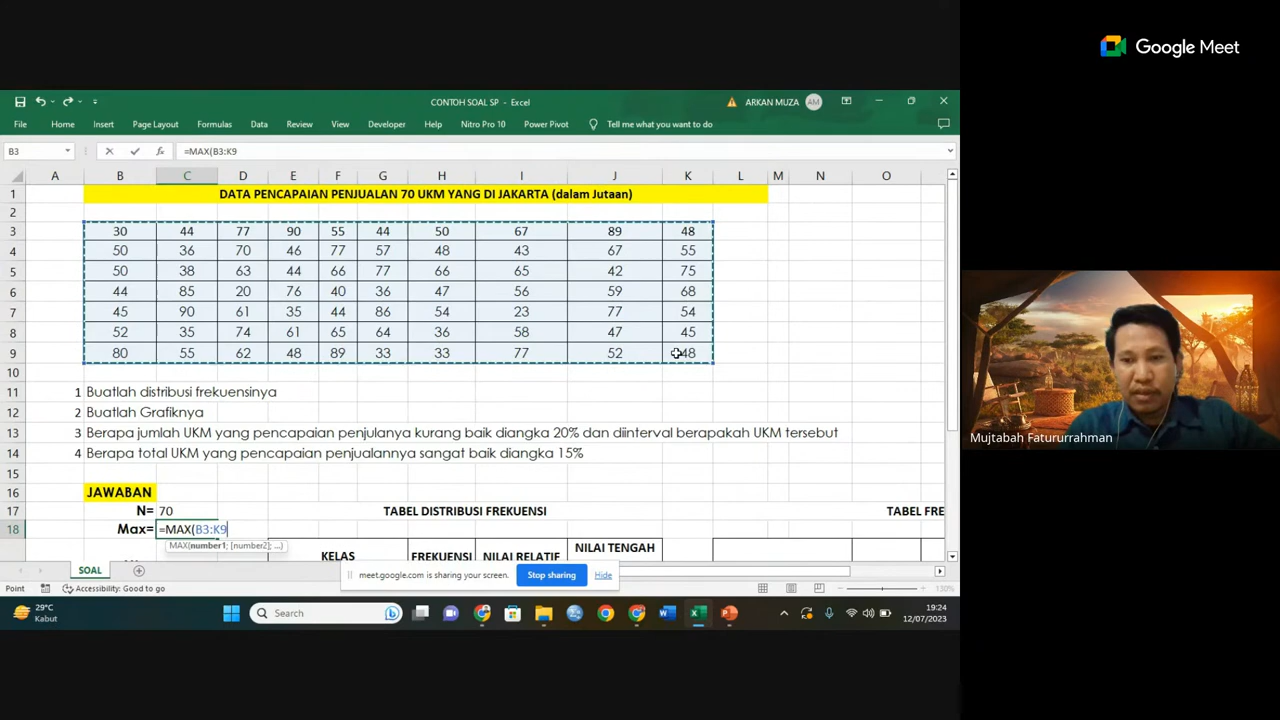 Google Meet
CONTOH SOAL SP - Excel
ARKAN MUZA AM
File Home Insert Page Layout Formulas Data Review View Developer Help Nitro Pro 10 Power Pivot Tell me what you want to do
B3 fx =MAX(B3:K9
A B C D E F G H I J K L M N O
1 DATA PENCAPAIAN PENJUALAN 70 UKM YANG DI JAKARTA (dalam Jutaan)
2
3 30 44 77 90 55 44 50 67 89 48
4 50 36 70 46 77 57 48 43 67 55
5 50 38 63 44 66 77 66 65 42 75
6 44 85 20 76 40 36 47 56 59 68
7 45 90 61 35 44 86 54 23 77 54
8 52 35 74 61 65 64 36 58 47 45
9 80 55 62 48 89 33 33 77 52 48
10
11 1 Buatlah distribusi frekuensinya
12 2 Buatlah Grafiknya
13 3 Berapa jumlah UKM yang pencapaian penjulanya kurang baik diangka 20% dan diinterval berapakah UKM tersebut
14 4 Berapa total UKM yang pencapaian penjualannya sangat baik diangka 15%
15
16 JAWABAN
17 N= 70 TABEL DISTRIBUSI FREKUENSI TABEL FRE
18 Max= =MAX(B3:K9
MAX(number1; [number2]; ...)
KELAS FREKUENSI NILAI RELATIF NILAI TENGAH
SOAL
meet.google.com is sharing your screen. Stop sharing Hide
Point Accessibility: Good to go 130%
29°C
Kabut
Search
19:24
12/07/2023
Mujtabah Fatururrahman